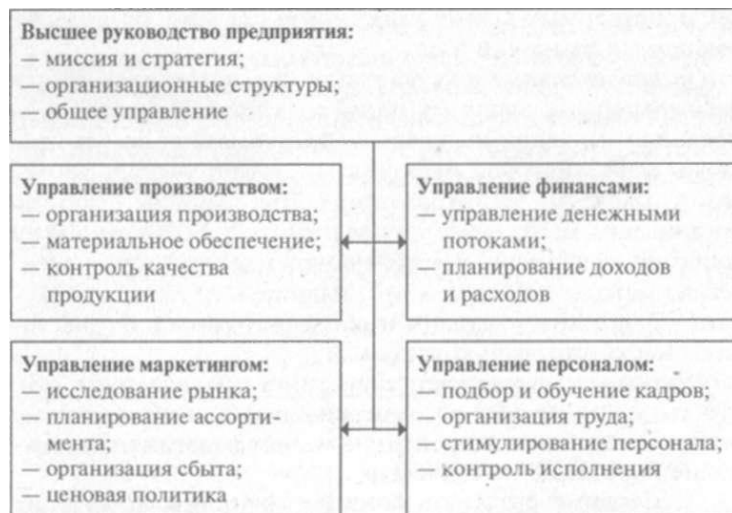 Высшее руководство предприятия:
— миссия и стратегия;
— организационные структуры;
— общее управление
Управление производством:
— организация производства;
— материальное обеспечение;
— контроль качества
продукции
Управление финансами:
— управление денежными
потоками;
— планирование доходов
и расходов
Управление маркетингом:
— исследование рынка;
— планирование ассорти-
мента;
— организация сбыта;
— ценовая политика
Управление персоналом:
— подбор и обучение кадров;
— организация труда;
— стимулирование персонала;
— контроль исполнения